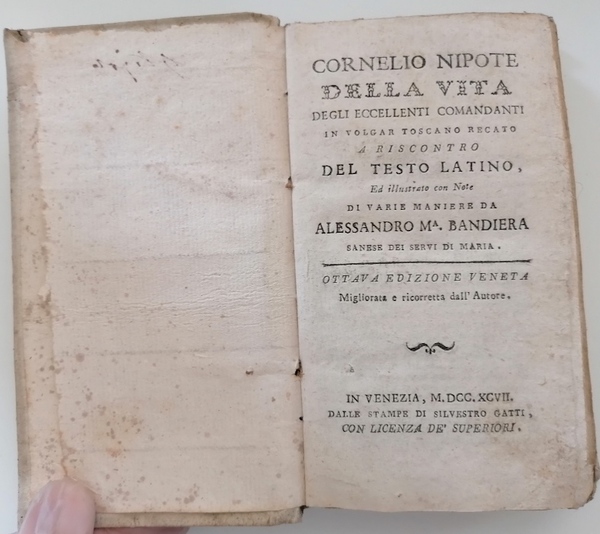 CORNELIO NIPOTE
DELLA VITA
DEGLI ECCELLENTI COMANDANTI
IN VOLGAR TOSCANO RECATO
A RISCONTRO
DEL TESTO LATINO,
Ed illustrato con Note
DI VARIE MANIERE DA
ALESSANDRO Mᴬ. BANDIERA
SANESE DEI SERVI DI MARIA.
OTTAVA EDIZIONE VENETA
Migliorata e ricorretta dall' Autore.
IN VENEZIA, M.DCC.XCVII.
DALLE STAMPE DI SILVESTRO GATTI,
CON LICENZA DE' SUPERIORI.